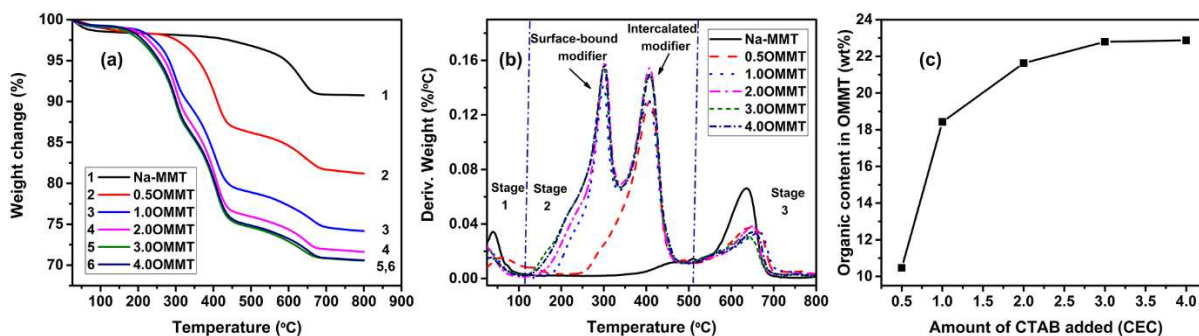 (a)
Weight change (%)
100
95
90
85
80
75
70
1 Na-MMT
2 0.5OMMT
3 1.0OMMT
4 2.0OMMT
5 3.0OMMT
6 4.0OMMT
1
2
3
4
5,6
0 100 200 300 400 500 600 700 800 900
Temperature (°C)
(b)
Deriv. Weight (%/°C)
0.20
0.16
0.12
0.08
0.04
0.00
Surface-bound
modifier
Intercalated
modifier
Na-MMT
0.5OMMT
1.0OMMT
2.0OMMT
3.0OMMT
4.0OMMT
Stage
1
Stage
2
Stage
3
100 200 300 400 500 600 700 800
Temperature (°C)
(c)
Organic content in OMMT (wt%)
24
22
20
18
16
14
12
10
0.5 1.0 1.5 2.0 2.5 3.0 3.5 4.0
Amount of CTAB added (CEC)